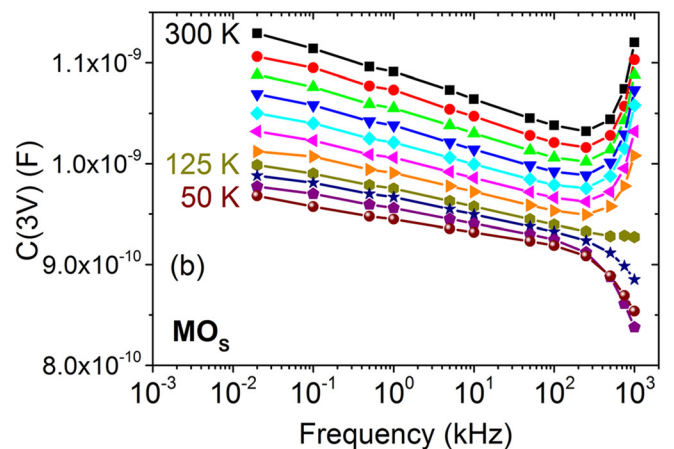 300 K
1.1x10⁻⁹
125 K
1.0x10⁻⁹
50 K
C(3V) (F)
9.0x10⁻¹⁰
(b)
MOₛ
8.0x10⁻¹⁰
10⁻³ 10⁻² 10⁻¹ 10⁰ 10¹ 10² 10³
Frequency (kHz)